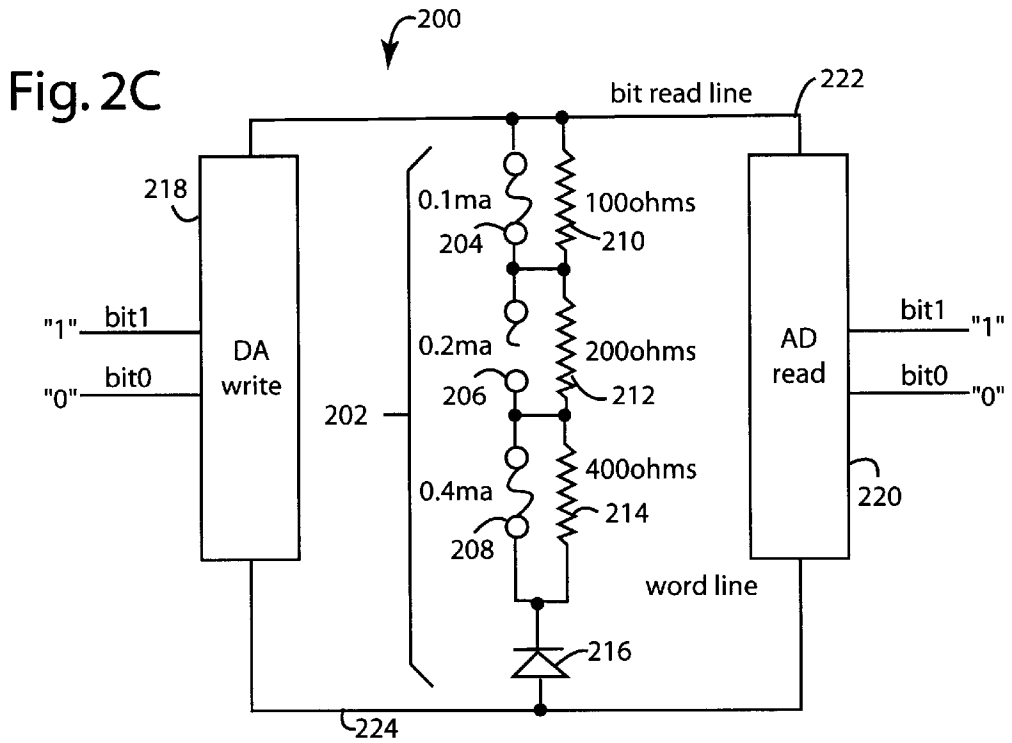 200
Fig. 2C
bit read line
222
218
0.1ma
100ohms
204
210
"1"
bit1
DA
write
"0"
bit0
0.2ma
200ohms
206
212
AD
read
bit1
"1"
bit0
"0"
202
0.4ma
400ohms
208
214
220
word line
216
224